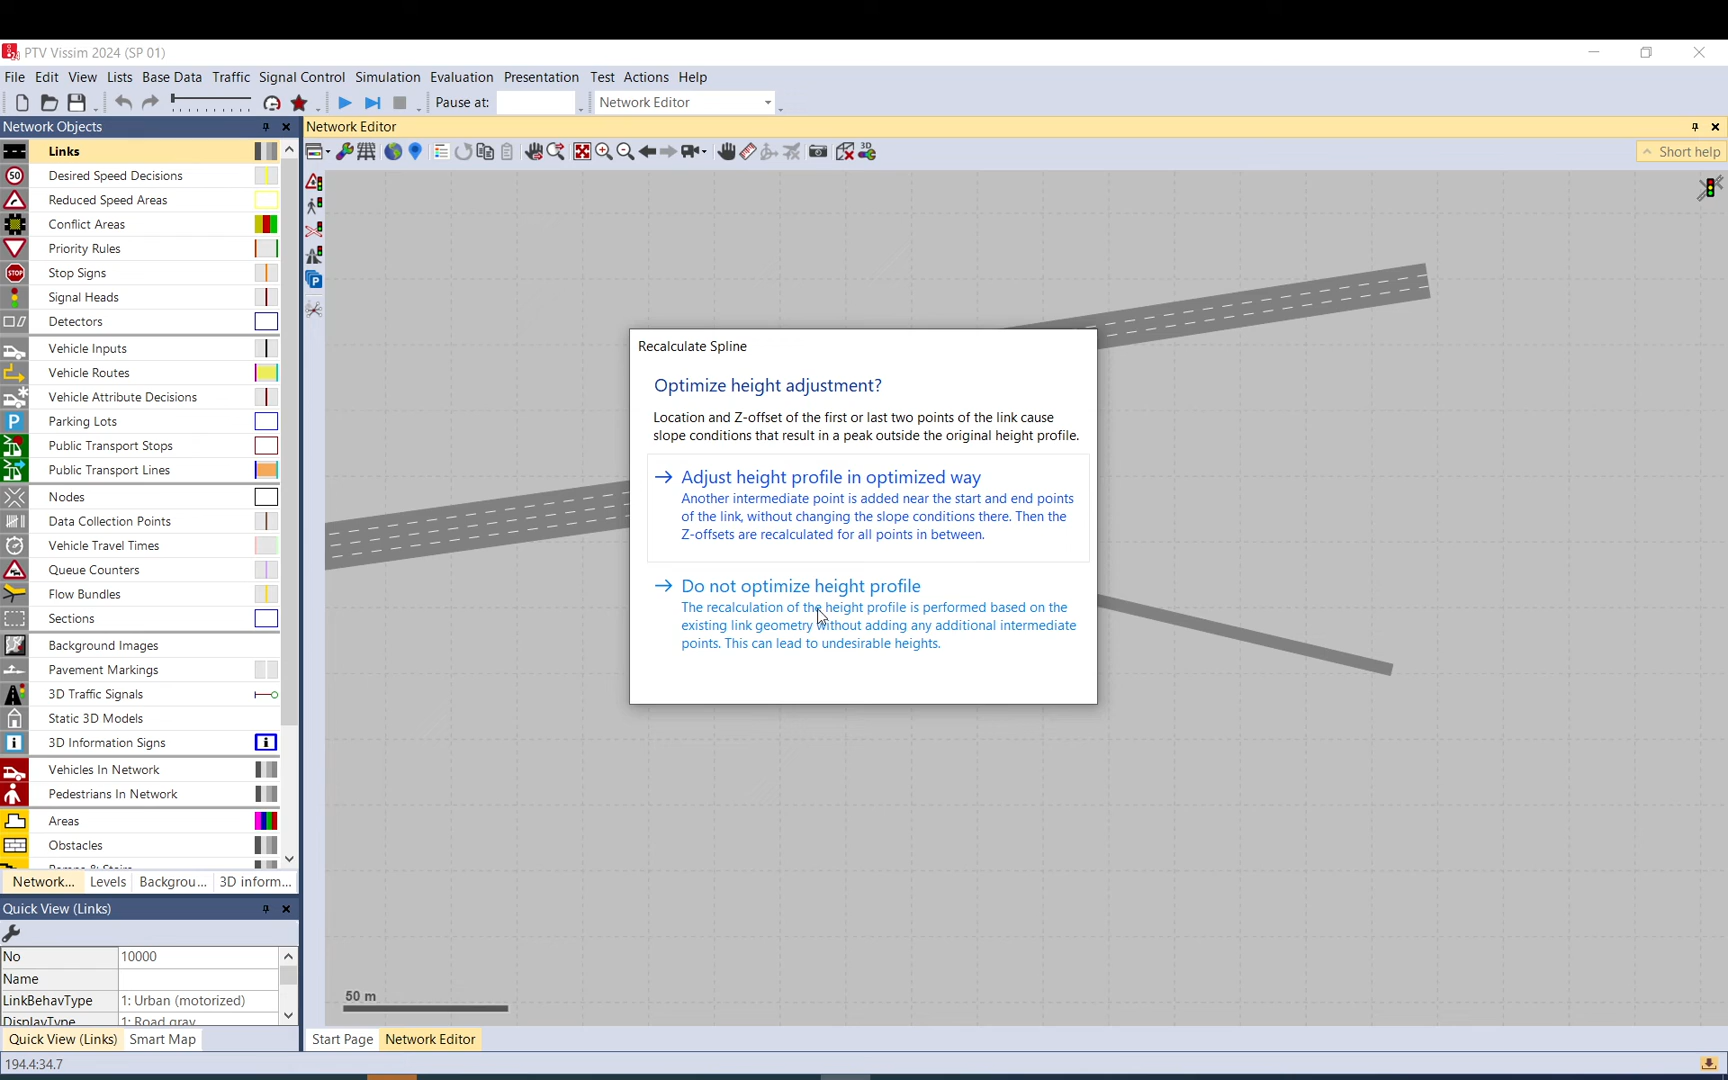 PTV Vissim 2024 (SP 01)
File Edit View Lists Base Data Traffic Signal Control Simulation Evaluation Presentation Test Actions Help
Pause at: Network Editor
Network Objects
Network Editor
Links
Short help
50 Desired Speed Decisions
Reduced Speed Areas
Conflict Areas
Priority Rules
STOP Stop Signs
Signal Heads
Detectors
Vehicle Inputs
Vehicle Routes
Vehicle Attribute Decisions
P Parking Lots
Public Transport Stops
Public Transport Lines
Nodes
Data Collection Points
Vehicle Travel Times
Queue Counters
Flow Bundles
Sections
Background Images
Pavement Markings
3D Traffic Signals
Static 3D Models
3D Information Signs
Vehicles In Network
Pedestrians In Network
Areas
Obstacles
Network... Levels Backgrou... 3D inform...
Quick View (Links)
No 10000
Name
LinkBehavType 1: Urban (motorized)
DisplayType 1: Road gray
Quick View (Links) Smart Map
Recalculate Spline
Optimize height adjustment?
Location and Z-offset of the first or last two points of the link cause
slope conditions that result in a peak outside the original height profile.
Adjust height profile in optimized way
Another intermediate point is added near the start and end points
of the link, without changing the slope conditions there. Then the
Z-offsets are recalculated for all points in between.
Do not optimize height profile
The recalculation of the height profile is performed based on the
existing link geometry without adding any additional intermediate
points. This can lead to undesirable heights.
50 m
Start Page Network Editor
194.4:34.7